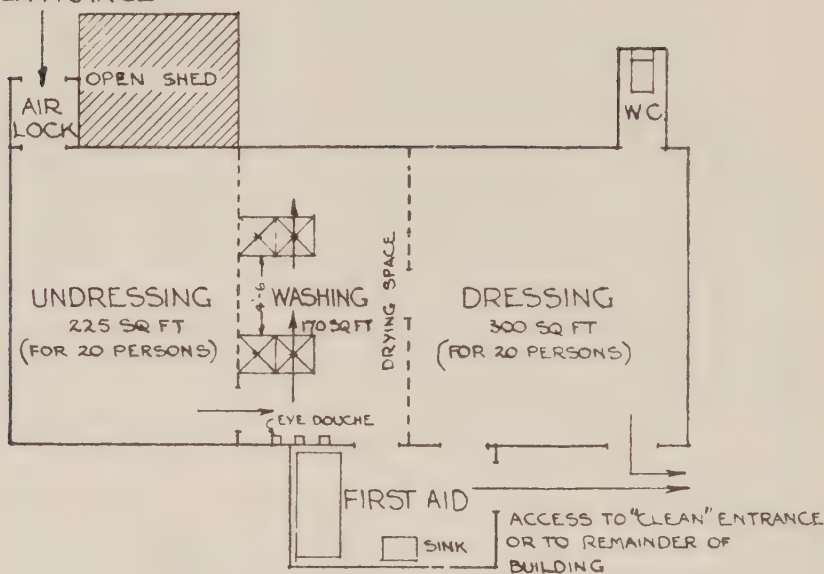 ENTRANCE
OPEN SHED
AIR
LOCK
WC
UNDRESSING
225 SQ FT
(FOR 20 PERSONS)
WASHING
170 SQ FT
DRYING SPACE
DRESSING
300 SQ FT
(FOR 20 PERSONS)
EYE DOUCHE
FIRST AID
SINK
ACCESS TO "CLEAN" ENTRANCE
OR TO REMAINDER OF
BUILDING